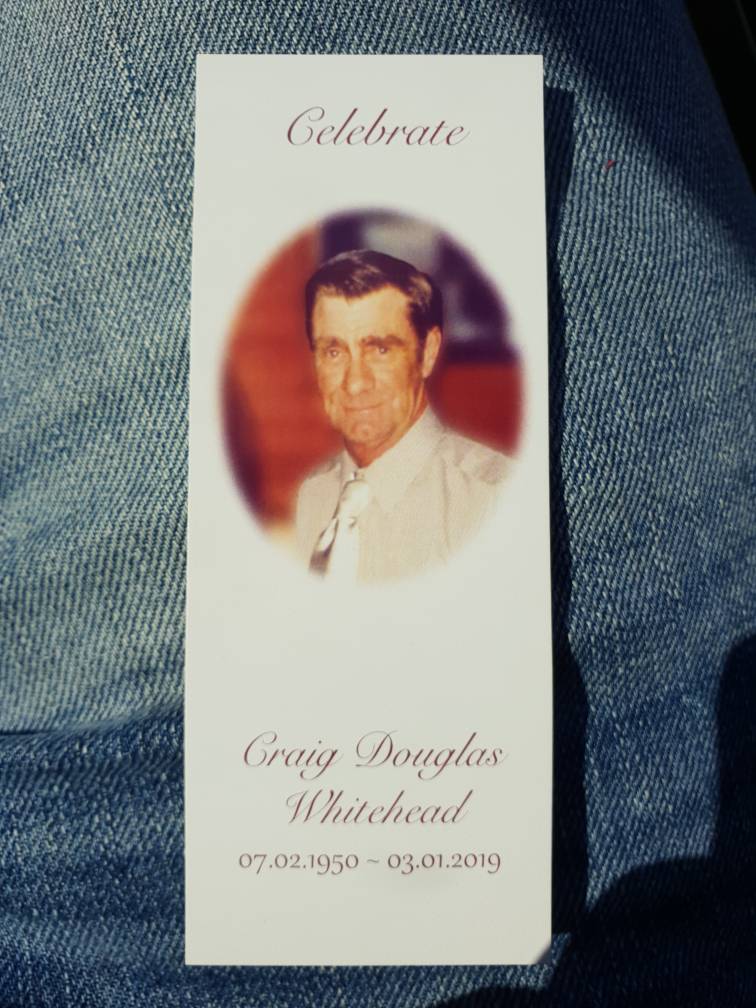 Celebrate
Craig Douglas
Whitehead
07.02.1950 ~ 03.01.2019